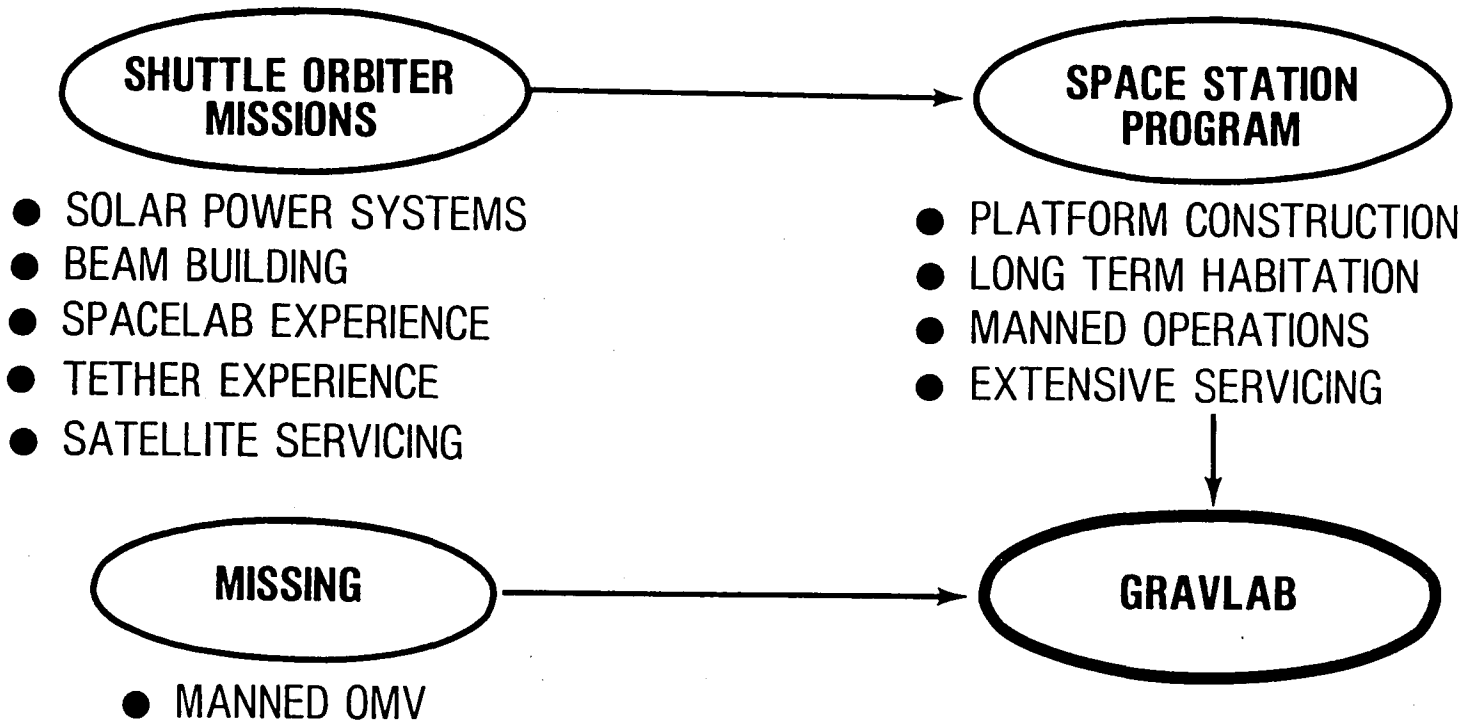 SHUTTLE ORBITER
MISSIONS
● SOLAR POWER SYSTEMS
● BEAM BUILDING
● SPACELAB EXPERIENCE
● TETHER EXPERIENCE
● SATELLITE SERVICING
SPACE STATION
PROGRAM
● PLATFORM CONSTRUCTION
● LONG TERM HABITATION
● MANNED OPERATIONS
● EXTENSIVE SERVICING
MISSING
● MANNED OMV
GRAVLAB